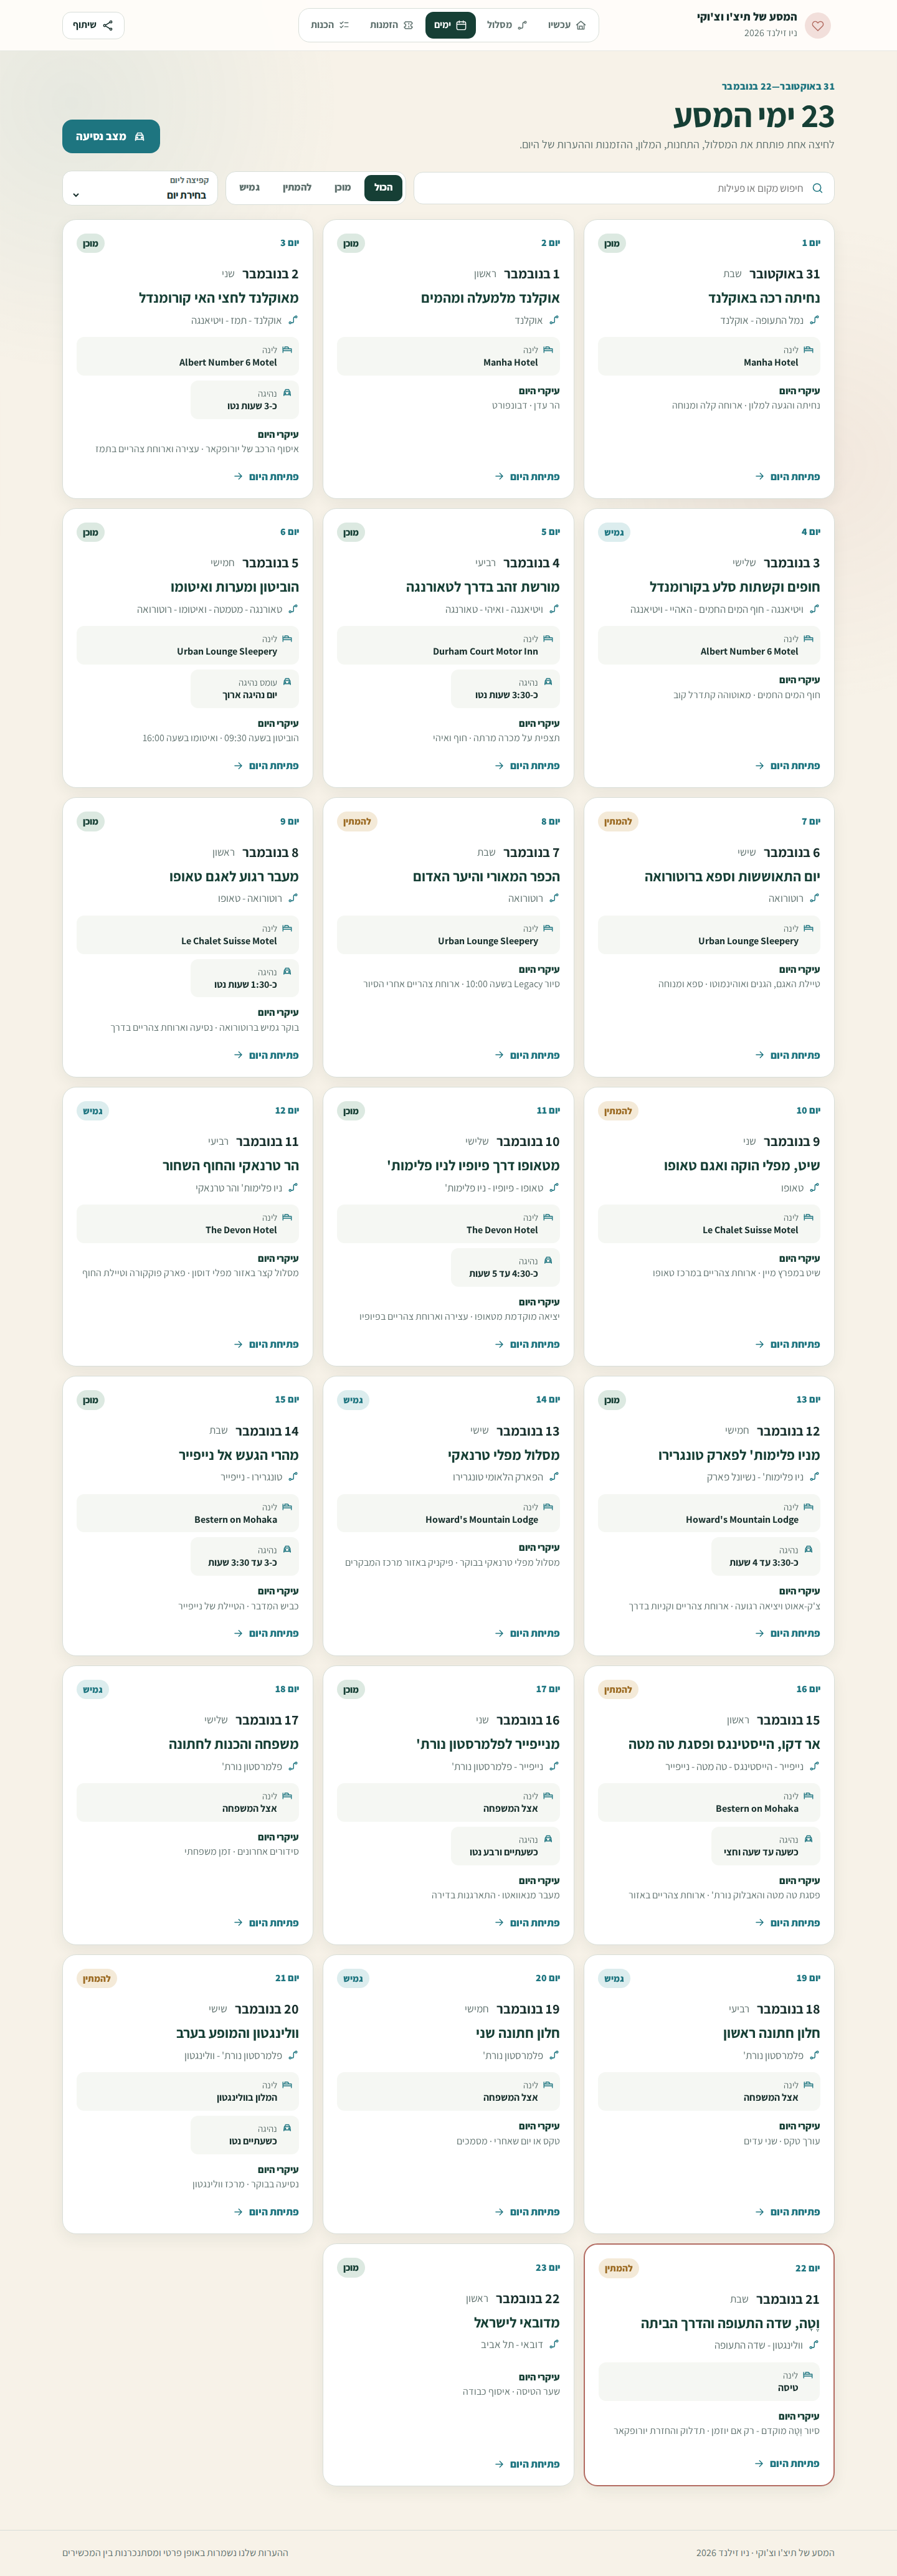 המסע של תיצ'ו וצ'וקי
ניו זילנד 2026
עכשיו
מסלול
ימים
הזמנות
הכנות
שיתוף
31 באוקטובר—22 בנובמבר
23 ימי המסע
לחיצה אחת פותחת את המסלול, התחנות, המלון, ההזמנות וההערות של היום.
מצב נסיעה
חיפוש מקום או פעילות
הכול
מוכן
להמתין
גמיש
קפיצה ליום
בחירת יום
יום 1
מוכן
31 באוקטובר שבת
נחיתה רכה באוקלנד
נמל התעופה - אוקלנד
לינה
Manha Hotel
עיקרי היום
נחיתה והגעה למלון · ארוחה קלה ומנוחה
פתיחת היום
יום 2
מוכן
1 בנובמבר ראשון
אוקלנד מלמעלה ומהמים
אוקלנד
לינה
Manha Hotel
עיקרי היום
הר עדן · דבונפורט
פתיחת היום
יום 3
מוכן
2 בנובמבר שני
מאוקלנד לחצי האי קורומנדל
אוקלנד - תמז - ויטיאנגה
לינה
Albert Number 6 Motel
נהיגה
כ-3 שעות נטו
עיקרי היום
איסוף הרכב של יורופקאר · עצירה וארוחת צהריים בתמז
פתיחת היום
יום 4
גמיש
3 בנובמבר שלישי
חופים וקשתות סלע בקורומנדל
ויטיאנגה - חוף המים החמים - האהיי - ויטיאנגה
לינה
Albert Number 6 Motel
עיקרי היום
חוף המים החמים · מאוטוהה קתדרל קוב
פתיחת היום
יום 5
מוכן
4 בנובמבר רביעי
מורשת זהב בדרך לטאורנגה
ויטיאנגה - ואיהי - טאורנגה
לינה
Durham Court Motor Inn
נהיגה
כ-3:30 שעות נטו
עיקרי היום
תצפית על מכרה מרתה · חוף ואיהי
פתיחת היום
יום 6
מוכן
5 בנובמבר חמישי
הוביטון ומערות ואיטומו
טאורנגה - מטמטה - ואיטומו - רוטורואה
לינה
Urban Lounge Sleepery
עומס נהיגה
יום נהיגה ארוך
עיקרי היום
הוביטון בשעה 09:30 · ואיטומו בשעה 16:00
פתיחת היום
יום 7
להמתין
6 בנובמבר שישי
יום התאוששות וספא ברוטורואה
רוטורואה
לינה
Urban Lounge Sleepery
עיקרי היום
טיילת האגם, הגנים ואוהינמוטו · ספא ומנוחה
פתיחת היום
יום 8
להמתין
7 בנובמבר שבת
הכפר המאורי והיער האדום
רוטורואה
לינה
Urban Lounge Sleepery
עיקרי היום
סיור Legacy בשעה 10:00 · ארוחת צהריים אחרי הסיור
פתיחת היום
יום 9
מוכן
8 בנובמבר ראשון
מעבר רגוע לאגם טאופו
רוטורואה - טאופו
לינה
Le Chalet Suisse Motel
נהיגה
כ-1:30 שעות נטו
עיקרי היום
בוקר גמיש ברוטורואה · נסיעה וארוחת צהריים בדרך
פתיחת היום
יום 10
להמתין
9 בנובמבר שני
שיט, מפלי הוקה ואגם טאופו
טאופו
לינה
Le Chalet Suisse Motel
עיקרי היום
שיט במפרץ מיין · ארוחת צהריים במרכז טאופו
פתיחת היום
יום 11
מוכן
10 בנובמבר שלישי
מטאופו דרך פיופיו לניו פלימות'
טאופו - פיופיו - ניו פלימות'
לינה
The Devon Hotel
נהיגה
כ-4:30 עד 5 שעות
עיקרי היום
יציאה מוקדמת מטאופו · עצירה וארוחת צהריים בפיופיו
פתיחת היום
יום 12
גמיש
11 בנובמבר רביעי
הר טרנאקי והחוף השחור
ניו פלימות' והר טרנאקי
לינה
The Devon Hotel
עיקרי היום
מסלול קצר באזור מפלי דוסון · פארק פוקקורה וטיילת החוף
פתיחת היום
יום 13
מוכן
12 בנובמבר חמישי
מניו פלימות' לפארק טונגרירו
ניו פלימות' - נשיונל פארק
לינה
Howard's Mountain Lodge
נהיגה
כ-3:30 עד 4 שעות
עיקרי היום
צ'ק-אאוט ויציאה רגועה · ארוחת צהריים וקניות בדרך
פתיחת היום
יום 14
גמיש
13 בנובמבר שישי
מסלול מפלי טרנאקי
הפארק הלאומי טונגרירו
לינה
Howard's Mountain Lodge
עיקרי היום
מסלול מפלי טרנאקי בבוקר · פיקניק באזור מרכז המבקרים
פתיחת היום
יום 15
מוכן
14 בנובמבר שבת
מהרי הגעש אל נייפייר
טונגרירו - נייפייר
לינה
Bestern on Mohaka
נהיגה
כ-3 עד 3:30 שעות
עיקרי היום
כביש המדבר · הטיילת של נייפייר
פתיחת היום
יום 16
להמתין
15 בנובמבר ראשון
אר דקו, הייסטינגס ופסגת טה מטה
נייפייר - הייסטינגס - טה מטה - נייפייר
לינה
Bestern on Mohaka
נהיגה
כשעה עד שעה וחצי
עיקרי היום
פסגת טה מטה והאבלוק נורת' · ארוחת צהריים באזור
פתיחת היום
יום 17
מוכן
16 בנובמבר שני
מנייפייר לפלמרסטון נורת'
נייפייר - פלמרסטון נורת'
לינה
אצל המשפחה
נהיגה
כשעתיים ורבע נטו
עיקרי היום
מעבר מנאוואטו · התארגנות בדירה
פתיחת היום
יום 18
גמיש
17 בנובמבר שלישי
משפחה והכנות לחתונה
פלמרסטון נורת'
לינה
אצל המשפחה
עיקרי היום
סידורים אחרונים · זמן משפחתי
פתיחת היום
יום 19
גמיש
18 בנובמבר רביעי
חלון חתונה ראשון
פלמרסטון נורת'
לינה
אצל המשפחה
עיקרי היום
עורך טקס · שני עדים
פתיחת היום
יום 20
גמיש
19 בנובמבר חמישי
חלון חתונה שני
פלמרסטון נורת'
לינה
אצל המשפחה
עיקרי היום
טקס או יום שאחרי · מסמכים
פתיחת היום
יום 21
להמתין
20 בנובמבר שישי
וולינגטון והמופע בערב
פלמרסטון נורת' - וולינגטון
לינה
המלון בוולינגטון
נהיגה
כשעתיים נטו
עיקרי היום
נסיעה בבוקר · מרכז וולינגטון
פתיחת היום
יום 22
להמתין
21 בנובמבר שבת
וֶטָה, שדה התעופה והדרך הביתה
וולינגטון - שדה התעופה
לינה
טיסה
עיקרי היום
סיור וֶטָה מוקדם - רק אם יוזמן · תדלוק והחזרת יורופקאר
פתיחת היום
יום 23
מוכן
22 בנובמבר ראשון
מדובאי לישראל
דובאי - תל אביב
עיקרי היום
שער הטיסה · איסוף כבודה
פתיחת היום
המסע של תיצ'ו וצ'וקי · ניו זילנד 2026
ההערות שלנו נשמרות באופן פרטי ומסתנכרנות בין המכשירים